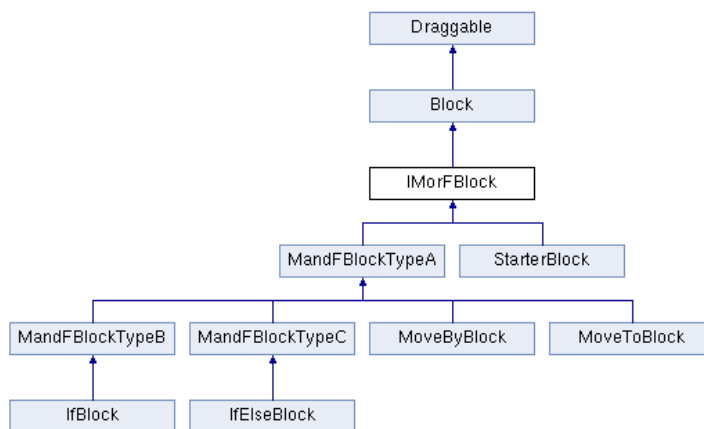 Draggable
Block
IMorFBlock
MandFBlockTypeA
StarterBlock
MandFBlockTypeB
MandFBlockTypeC
MoveByBlock
MoveToBlock
IfBlock
IfElseBlock